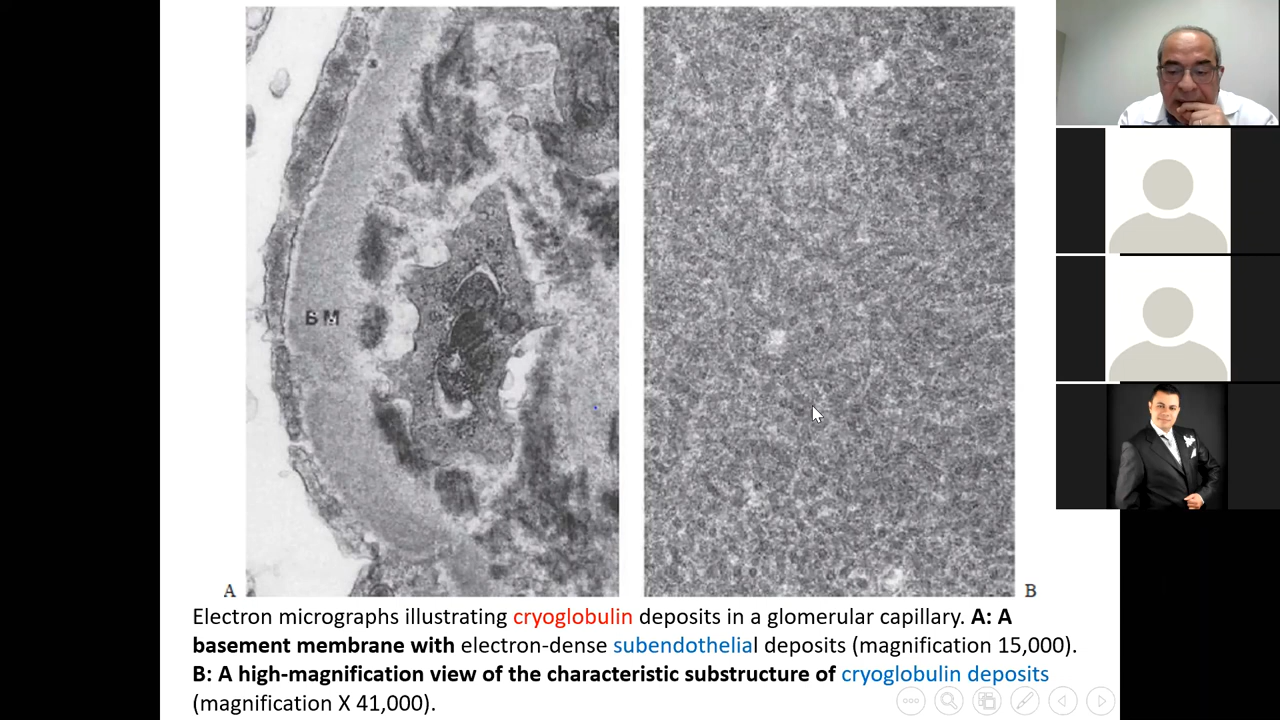 BM
A
B
Electron micrographs illustrating cryoglobulin deposits in a glomerular capillary. A: A
basement membrane with electron-dense subendothelial deposits (magnification 15,000).
B: A high-magnification view of the characteristic substructure of cryoglobulin deposits
(magnification X 41,000).